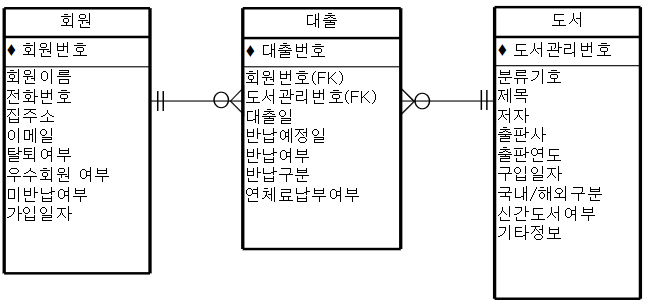 회원
♦ 회원번호
회원이름
전화번호
집주소
이메일
탈퇴여부
우수회원 여부
미반납여부
가입일자
대출
♦ 대출번호
회원번호(FK)
도서관리번호(FK)
대출일
반납예정일
반납여부
반납구분
연체료납부여부
도서
♦ 도서관리번호
분류기호
제목
저자
출판사
출판연도
구입일자
국내/해외구분
신간도서여부
기타정보